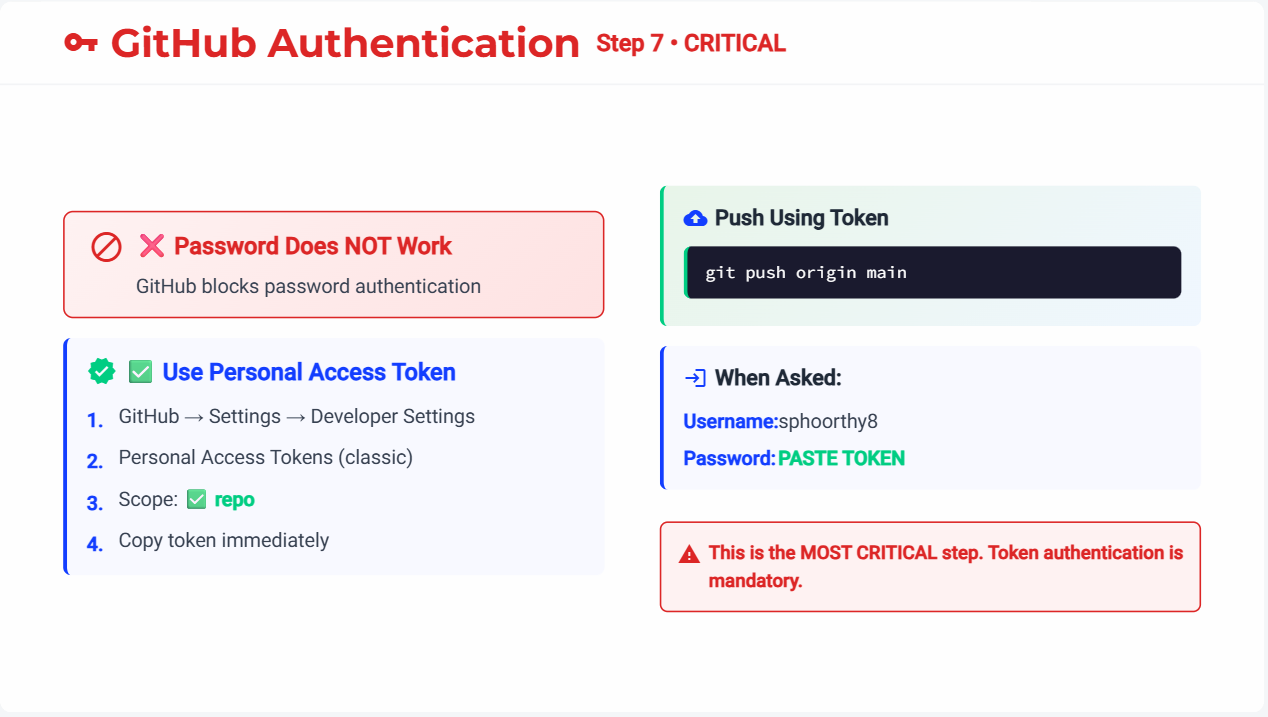 GitHub Authentication Step 7 • CRITICAL
❌ Password Does NOT Work
GitHub blocks password authentication
✅ Use Personal Access Token
1. GitHub → Settings → Developer Settings
2. Personal Access Tokens (classic)
3. Scope: ✅ repo
4. Copy token immediately
Push Using Token
git push origin main
When Asked:
Username:sphoorthy8
Password:PASTE TOKEN
This is the MOST CRITICAL step. Token authentication is
mandatory.